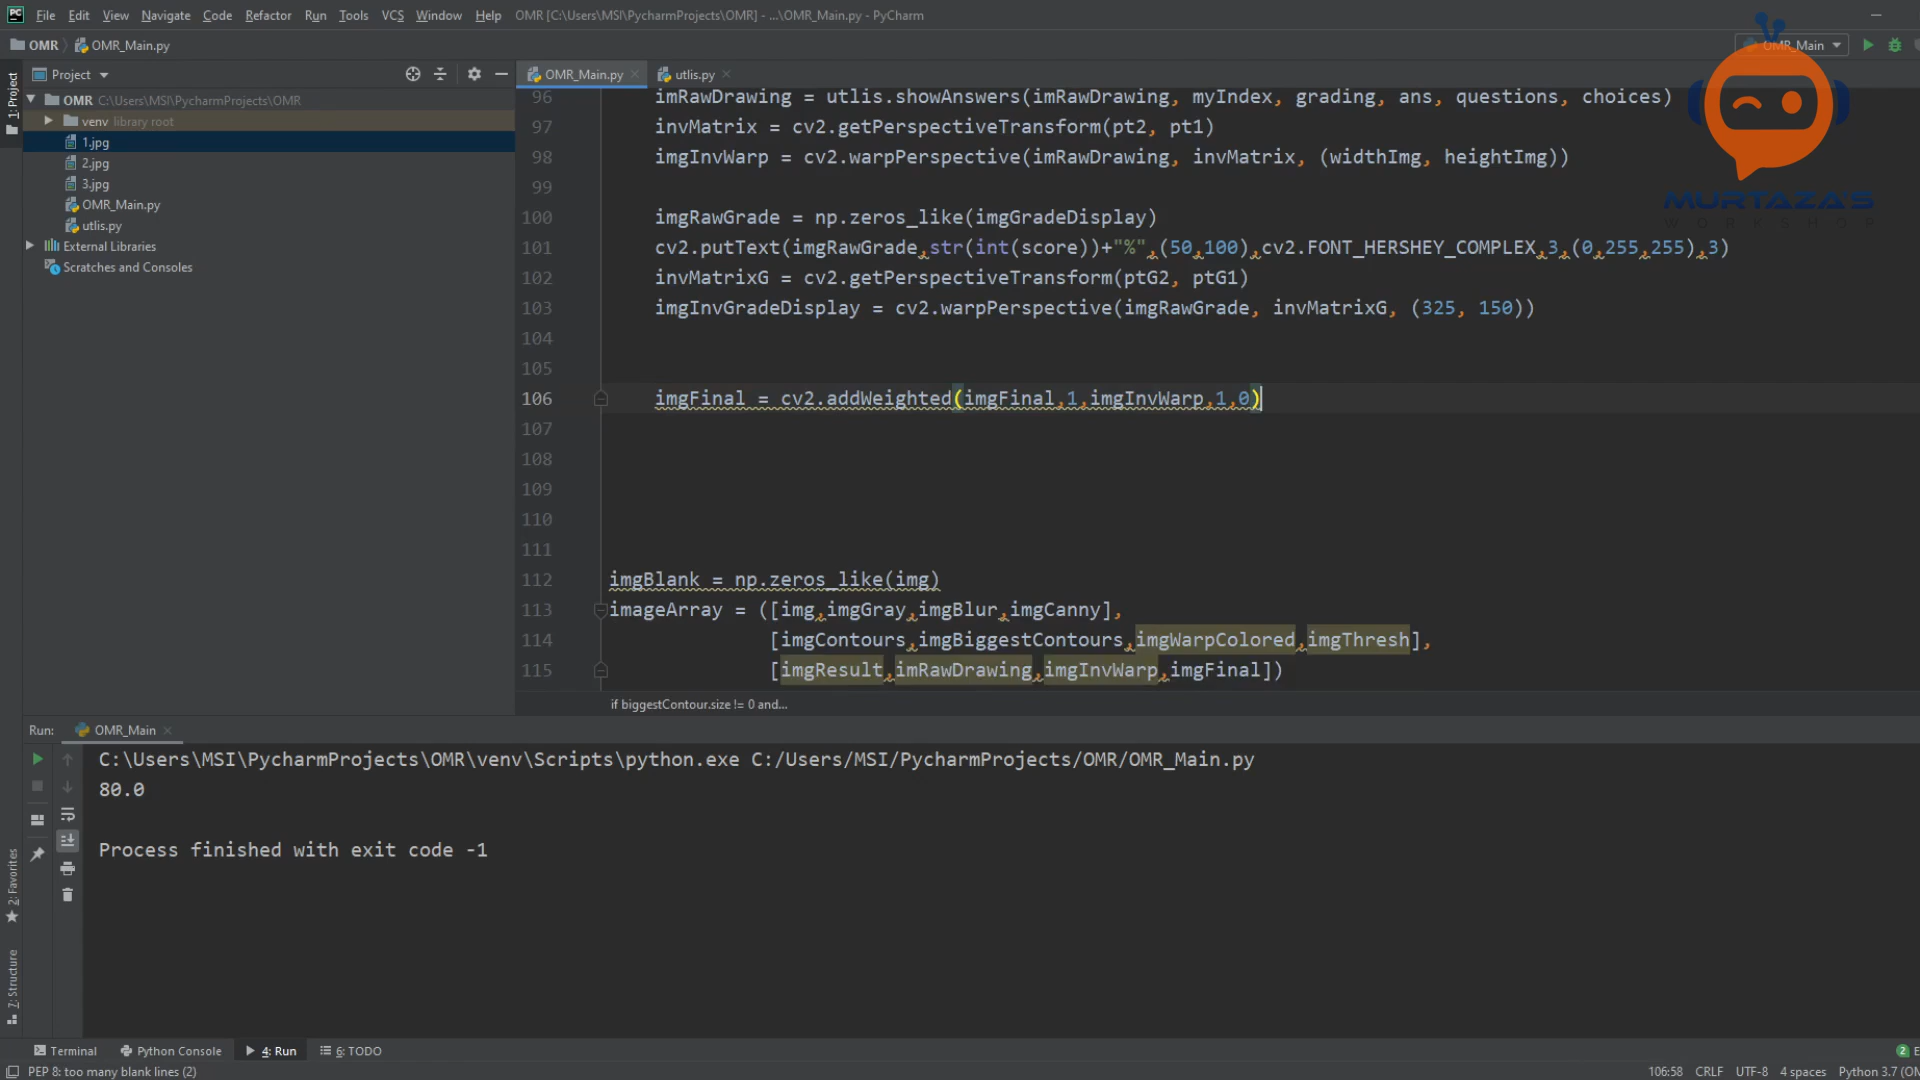 File Edit View Navigate Code Refactor Run Tools VCS Window Help OMR [C:\Users\MSI\PycharmProjects\OMR] - ...\OMR_Main.py - PyCharm
OMR OMR_Main.py
OMR_Main
1: Project
Project
OMR_Main.py
utlis.py
OMR C:\Users\MSI\PycharmProjects\OMR
venv library root
1.jpg
2.jpg
3.jpg
OMR_Main.py
utlis.py
External Libraries
Scratches and Consoles
96 imRawDrawing = utlis.showAnswers(imRawDrawing, myIndex, grading, ans, questions, choices)
97 invMatrix = cv2.getPerspectiveTransform(pt2, pt1)
98 imgInvWarp = cv2.warpPerspective(imRawDrawing, invMatrix, (widthImg, heightImg))
99
100 imgRawGrade = np.zeros_like(imgGradeDisplay)
101 cv2.putText(imgRawGrade,str(int(score))+"%",(50,100),cv2.FONT_HERSHEY_COMPLEX,3,(0,255,255),3)
102 invMatrixG = cv2.getPerspectiveTransform(ptG2, ptG1)
103 imgInvGradeDisplay = cv2.warpPerspective(imgRawGrade, invMatrixG, (325, 150))
104
105
106 imgFinal = cv2.addWeighted(imgFinal,1,imgInvWarp,1,0)
107
108
109
110
111
112 imgBlank = np.zeros_like(img)
113 imageArray = ([img,imgGray,imgBlur,imgCanny],
114 [imgContours,imgBiggestContours,imgWarpColored,imgThresh],
115 [imgResult,imRawDrawing,imgInvWarp,imgFinal])
if biggestContour.size != 0 and...
MURTAZA'S
WORKSHOP
Run: OMR_Main
C:\Users\MSI\PycharmProjects\OMR\venv\Scripts\python.exe C:/Users/MSI/PycharmProjects/OMR/OMR_Main.py
80.0
Process finished with exit code -1
2: Favorites
7: Structure
Terminal Python Console 4: Run 6: TODO
2 E
PEP 8: too many blank lines (2)
106:58 CRLF UTF-8 4 spaces Python 3.7 (OM